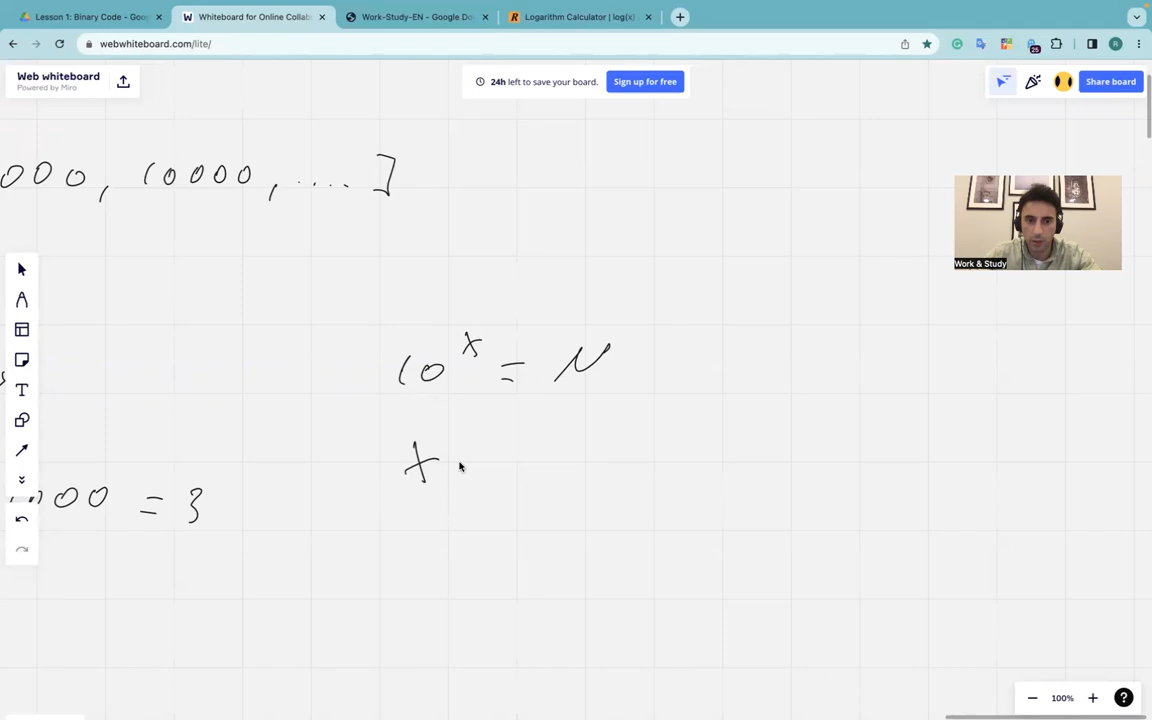 Lesson 1: Binary Code - Goo
Whiteboard for Online Collab
Work-Study-EN - Google Do
Logarithm Calculator | log(x)
webwhiteboard.com/lite/
25
R
Web whiteboard
Powered by Miro
24h left to save your board.
Sign up for free
Share board
000, 10000, .... ]
Work & Study
10^x = N
x
000 = 3
T
100%
?